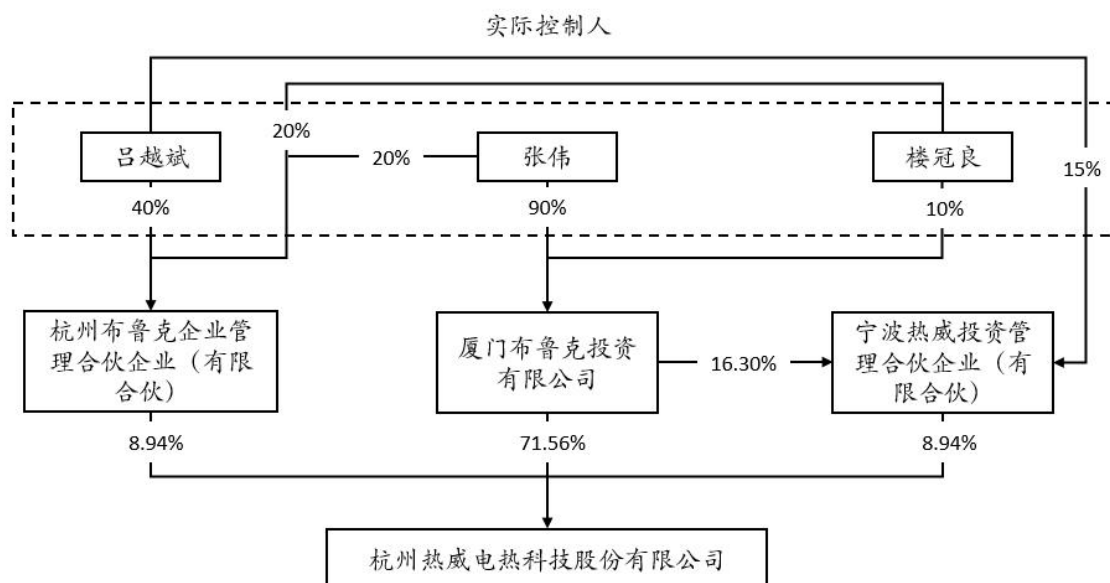 实际控制人
吕越斌
20%
20%
张伟
楼冠良
15%
40%
90%
10%
杭州布鲁克企业管
理合伙企业（有限
合伙）
厦门布鲁克投资
有限公司
16.30%
宁波热威投资管
理合伙企业（有
限合伙）
8.94%
71.56%
8.94%
杭州热威电热科技股份有限公司